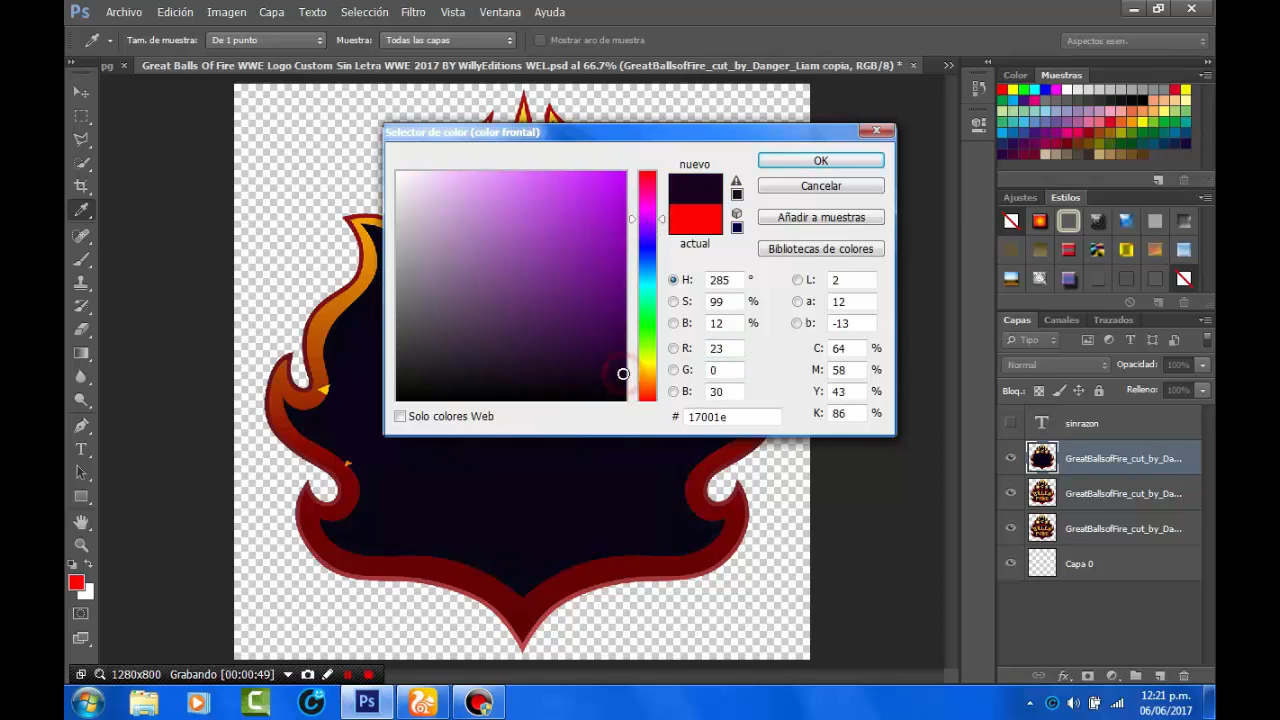 Ps Archivo Edición Imagen Capa Texto Selección Filtro Vista Ventana Ayuda
Tam. de muestra: De 1 punto Muestra: Todas las capas Mostrar aro de muestra Aspectos esen.
pg × Great Balls Of Fire WWE Logo Custom Sin Letra WWE 2017 BY WillyEditions WEL.psd al 66.7% (GreatBallsofFire_cut_by_Danger_Liam copia, RGB/8) * ×
Color Muestras
Selector de color (color frontal)
nuevo
actual
OK
Cancelar
Añadir a muestras
Bibliotecas de colores
H: 285 °
S: 99 %
B: 12 %
R: 23
G: 0
B: 30
# 17001e
L: 2
a: 12
b: -13
C: 64 %
M: 58 %
Y: 43 %
K: 86 %
Solo colores Web
Ajustes Estilos
Capas Canales Trazados
Tipo
Normal Opacidad: 100%
Bloq.: Relleno: 100%
T sinrazon
GreatBallsofFire_cut_by_Da...
GreatBallsofFire_cut_by_Da...
GreatBallsofFire_cut_by_Da...
Capa 0
fx
1280x800 Grabando [00:00:49]
Ps
12:21 p.m.
06/06/2017